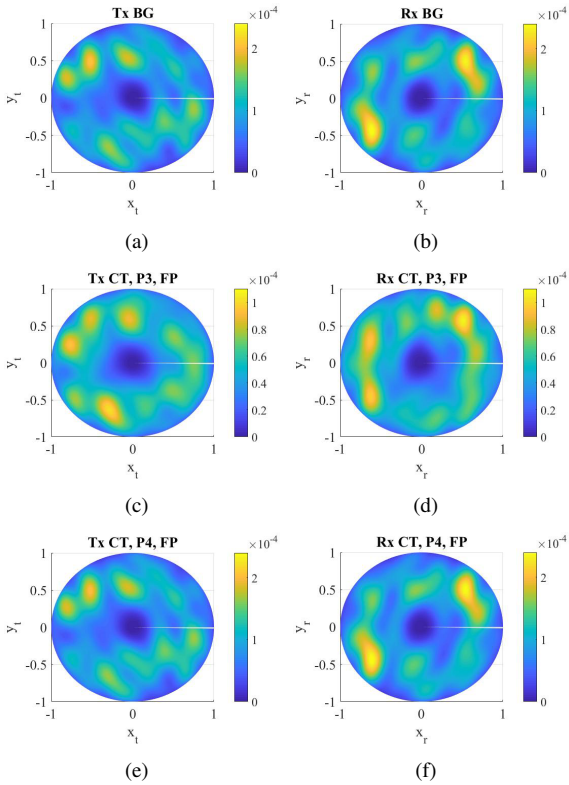 Tx BG
×10^-4
1
0.5
0
-0.5
-1
y_t
-1 0 1
x_t
2
1
0
(a)
Rx BG
×10^-4
1
0.5
0
-0.5
-1
y_r
-1 0 1
x_r
2
1
0
(b)
Tx CT, P3, FP
×10^-4
1
0.5
0
-0.5
-1
y_t
-1 0 1
x_t
1
0.8
0.6
0.4
0.2
0
(c)
Rx CT, P3, FP
×10^-4
1
0.5
0
-0.5
-1
y_r
-1 0 1
x_r
1
0.8
0.6
0.4
0.2
0
(d)
Tx CT, P4, FP
×10^-4
1
0.5
0
-0.5
-1
y_t
-1 0 1
x_t
2
1
0
(e)
Rx CT, P4, FP
×10^-4
1
0.5
0
-0.5
-1
y_r
-1 0 1
x_r
2
1
0
(f)